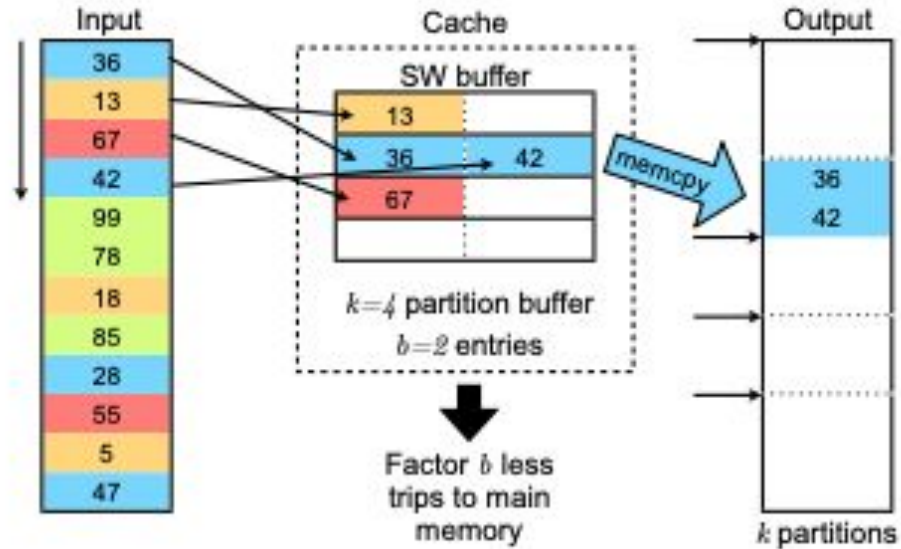 Input
36
13
67
42
99
78
18
85
28
55
5
47
Cache
SW buffer
13
36 42
67
k=4 partition buffer
b=2 entries
Factor b less
trips to main
memory
memcpy
Output
36
42
k partitions